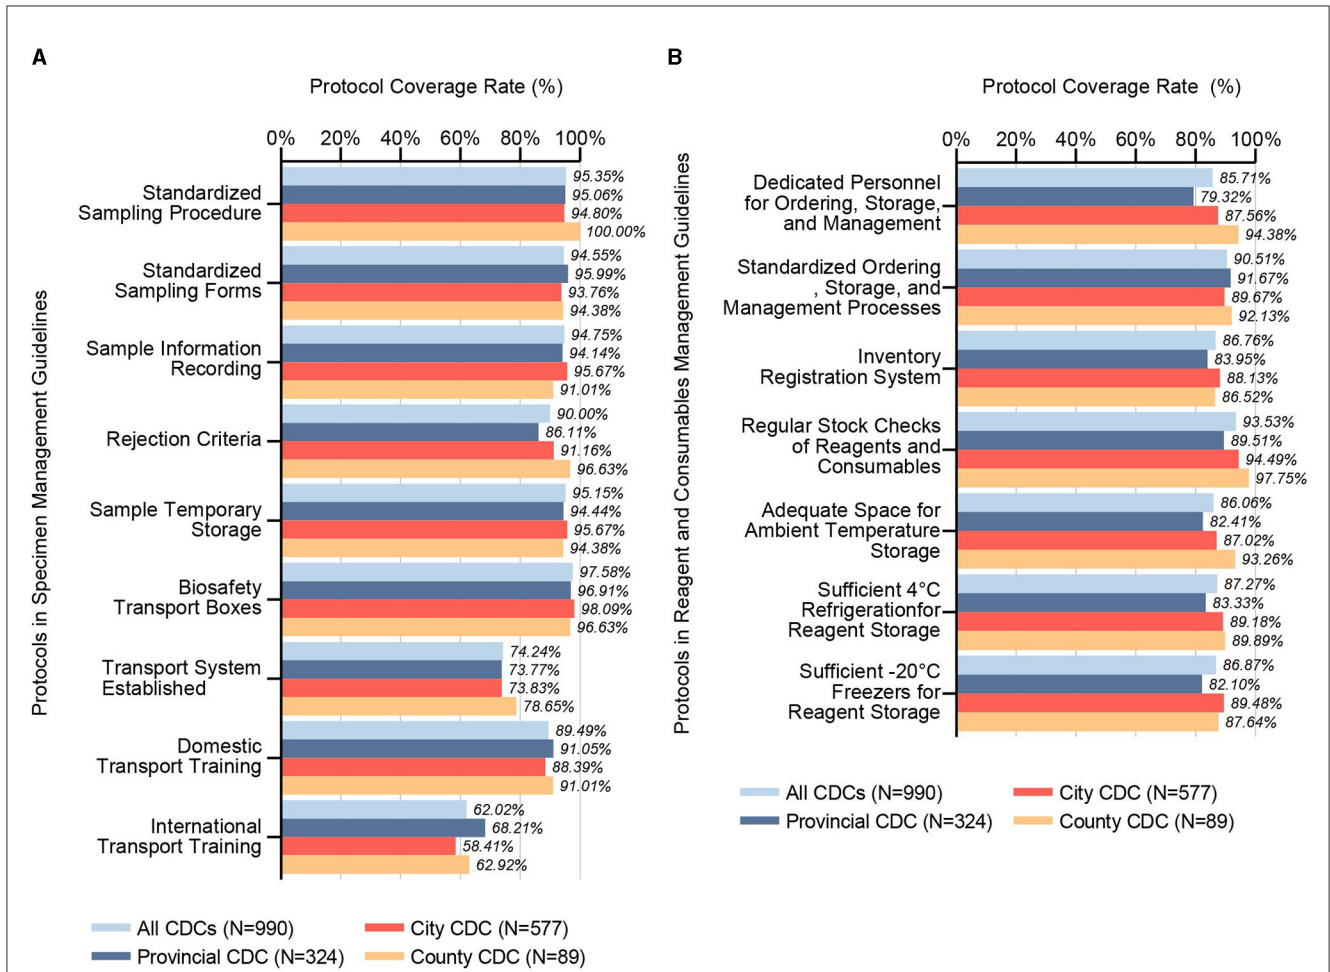 A
Protocol Coverage Rate (%)
0% 20% 40% 60% 80% 100%
Protocols in Specimen Management Guidelines
Standardized
Sampling Procedure
95.35%
95.06%
94.80%
100.00%
Standardized
Sampling Forms
94.55%
95.99%
93.76%
94.38%
Sample Information
Recording
94.75%
94.14%
95.67%
91.01%
Rejection Criteria
90.00%
86.11%
91.16%
96.63%
Sample Temporary
Storage
95.15%
94.44%
95.67%
94.38%
Biosafety
Transport Boxes
97.58%
96.91%
98.09%
96.63%
Transport System
Established
74.24%
73.77%
73.83%
78.65%
Domestic
Transport Training
89.49%
91.05%
88.39%
91.01%
International
Transport Training
62.02%
68.21%
58.41%
62.92%
All CDCs (N=990)
City CDC (N=577)
Provincial CDC (N=324)
County CDC (N=89)
B
Protocol Coverage Rate (%)
0% 20% 40% 60% 80% 100%
Protocols in Reagent and Consumables Management Guidelines
Dedicated Personnel
for Ordering, Storage,
and Management
85.71%
79.32%
87.56%
94.38%
Standardized Ordering
, Storage, and
Management Processes
90.51%
91.67%
89.67%
92.13%
Inventory
Registration System
86.76%
83.95%
88.13%
86.52%
Regular Stock Checks
of Reagents and
Consumables
93.53%
89.51%
94.49%
97.75%
Adequate Space for
Ambient Temperature
Storage
86.06%
82.41%
87.02%
93.26%
Sufficient 4°C
Refrigerationfor
Reagent Storage
87.27%
83.33%
89.18%
89.89%
Sufficient -20°C
Freezers for
Reagent Storage
86.87%
82.10%
89.48%
87.64%
All CDCs (N=990)
City CDC (N=577)
Provincial CDC (N=324)
County CDC (N=89)